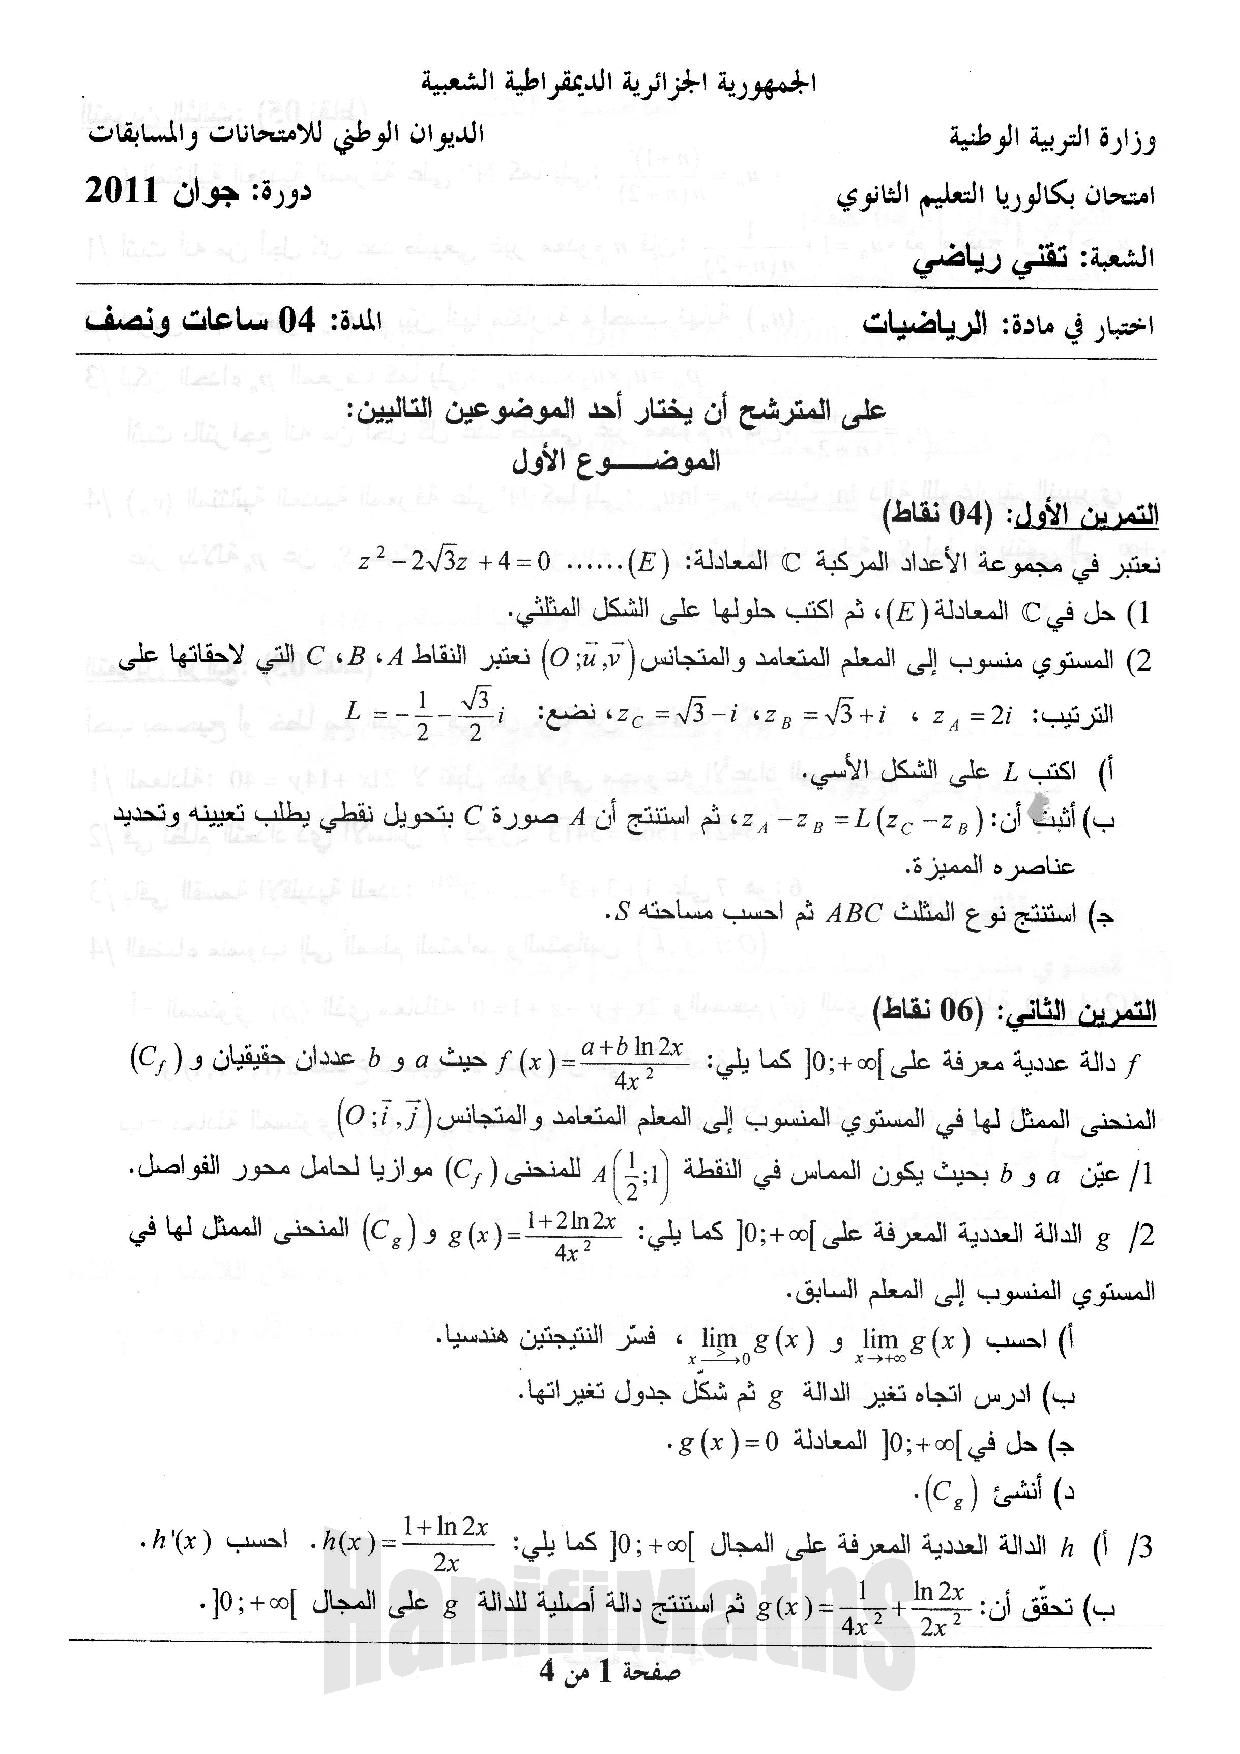 الجمهورية الجزائرية الديمقراطية الشعبية
وزارة التربية الوطنية الديوان الوطني للامتحانات والمسابقات
امتحان بكالوريا التعليم الثانوي دورة: جوان 2011
الشعبة: تقني رياضي
اختبار في مادة: الرياضيات المدة: 04 ساعات ونصف
على المترشح أن يختار أحد الموضوعين التاليين:
الموضـــــوع الأول
التمرين الأول: (04 نقاط)
نعتبر في مجموعة الأعداد المركبة ℂ المعادلة: (E)...... z² − 2√3z + 4 = 0
1) حل في ℂ المعادلة (E)، ثم اكتب حلولها على الشكل المثلثي.
2) المستوي منسوب إلى المعلم المتعامد والمتجانس (O ; u⃗ , v⃗) نعتبر النقاط A، B، C التي لاحقاتها على
الترتيب: z_A = 2i ، z_B = √3 + i، z_C = √3 − i، نضع: L = −1/2 − (√3/2)i
أ) اكتب L على الشكل الأسي.
ب) أثبت أن: z_A − z_B = L(z_C − z_B)، ثم استنتج أن A صورة C بتحويل نقطي يطلب تعيينه وتحديد
عناصره المميزة.
ج) استنتج نوع المثلث ABC ثم احسب مساحته S.
التمرين الثاني: (06 نقاط)
f دالة عددية معرفة على ]0;+∞[ كما يلي: f(x) = (a + b ln 2x)/(4x²) حيث a و b عددان حقيقيان و (C_f)
المنحنى الممثل لها في المستوي المنسوب إلى المعلم المتعامد والمتجانس (O ; i⃗ , j⃗)
1/ عيّن a و b بحيث يكون المماس في النقطة A(1/2 ; 1) للمنحنى (C_f) موازيا لحامل محور الفواصل.
2/ g الدالة العددية المعرفة على ]0;+∞[ كما يلي: g(x) = (1 + 2 ln 2x)/(4x²) و (C_g) المنحنى الممثل لها في
المستوي المنسوب إلى المعلم السابق.
أ) احسب lim_{x→+∞} g(x) و lim_{x→0, >} g(x) ، فسّر النتيجتين هندسيا.
ب) ادرس اتجاه تغير الدالة g ثم شكّل جدول تغيراتها.
ج) حل في ]0;+∞[ المعادلة g(x) = 0.
د) أنشئ (C_g).
3/ أ) h الدالة العددية المعرفة على المجال ]0;+∞[ كما يلي: h(x) = (1 + ln 2x)/(2x). احسب h'(x).
ب) تحقّق أن: g(x) = 1/(4x²) + (ln 2x)/(2x²) ثم استنتج دالة أصلية للدالة g على المجال ]0;+∞[.
صفحة 1 من 4
Hanifi Maths